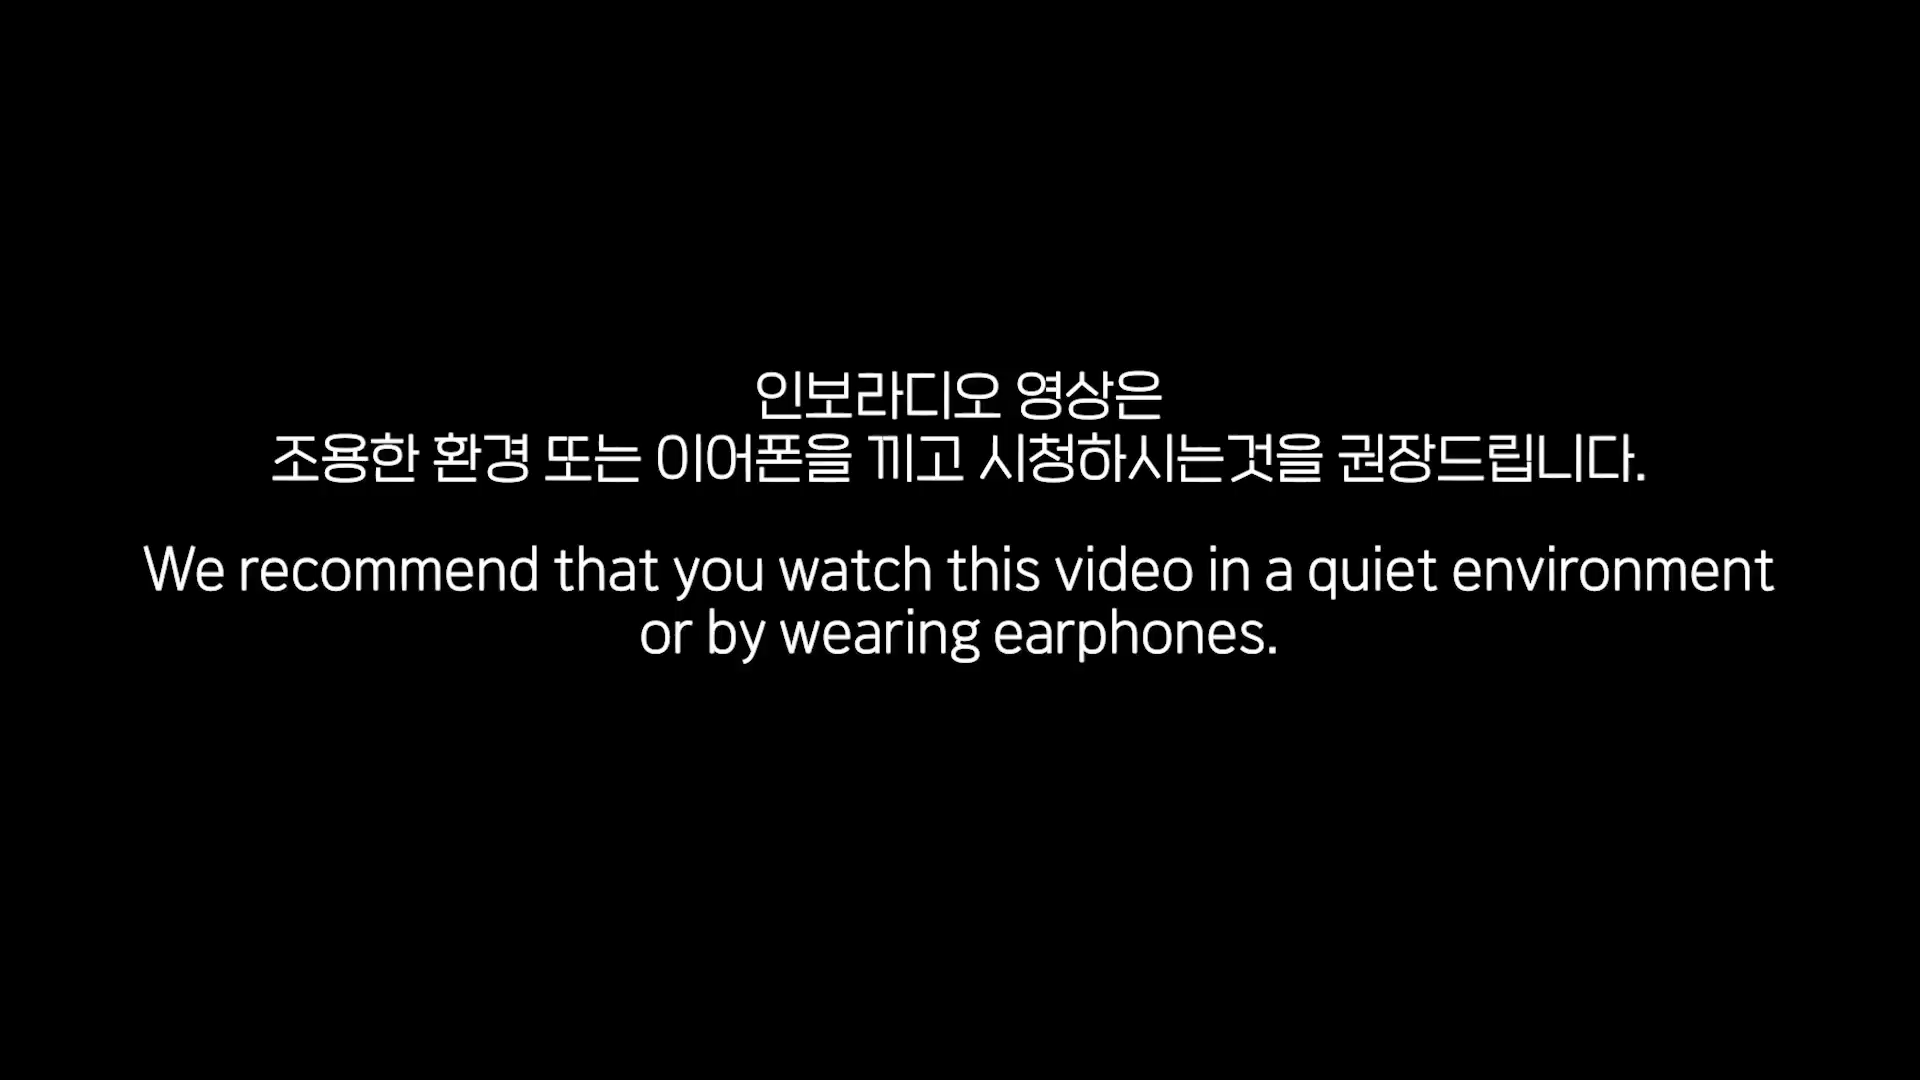 인보라디오 영상은
조용한 환경 또는 이어폰을 끼고 시청하시는것을 권장드립니다.
We recommend that you watch this video in a quiet environment
or by wearing earphones.